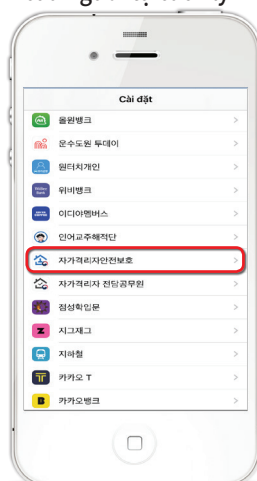 Cài đặt
올원뱅크
운수도원 투데이
원터치개인
위비뱅크
이디야멤버스
인어교주해적단
자가격리자안전보호
자가격리자 전담공무원
점성학입문
지그재그
지하철
카카오 T
카카오뱅크